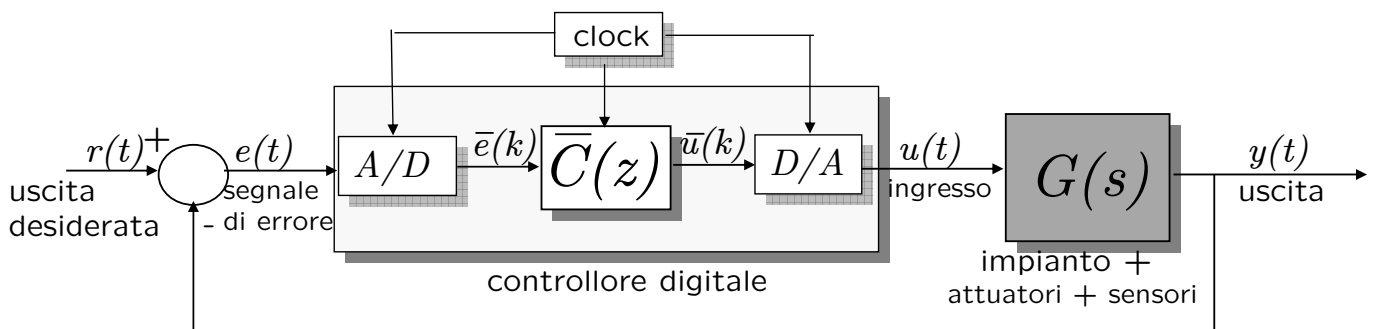 clock
r(t)
+
e(t)
A/D
e̅(k)
C̅(z)
u̅(k)
D/A
u(t)
G(s)
y(t)
uscita
desiderata
-
segnale
di errore
ingresso
uscita
controllore digitale
impianto +
attuatori + sensori